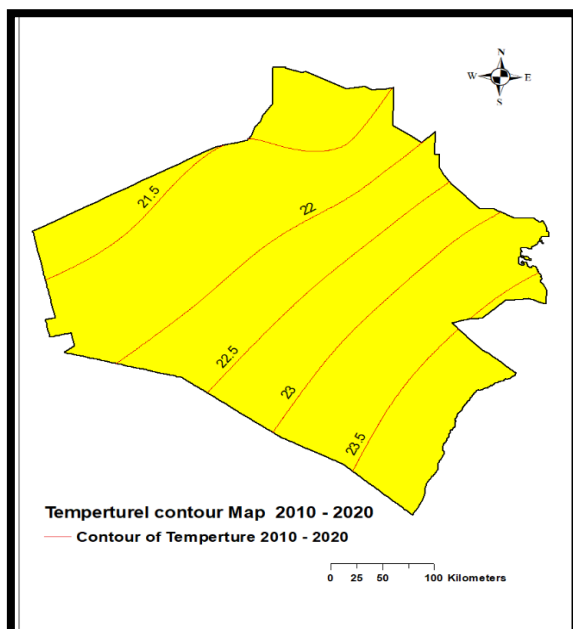 N
W E
S
21.5
22
22.5
23
23.5
Temperturel contour Map 2010 - 2020
Contour of Temperture 2010 - 2020
0 25 50 100 Kilometers